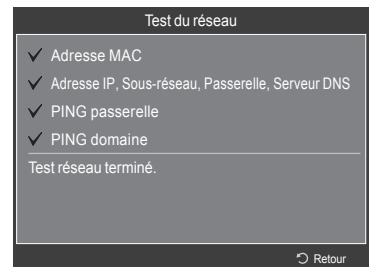 Test du réseau
Adresse MAC
Adresse IP, Sous-réseau, Passerelle, Serveur DNS
PING passerelle
PING domaine
Test réseau terminé.
Retour